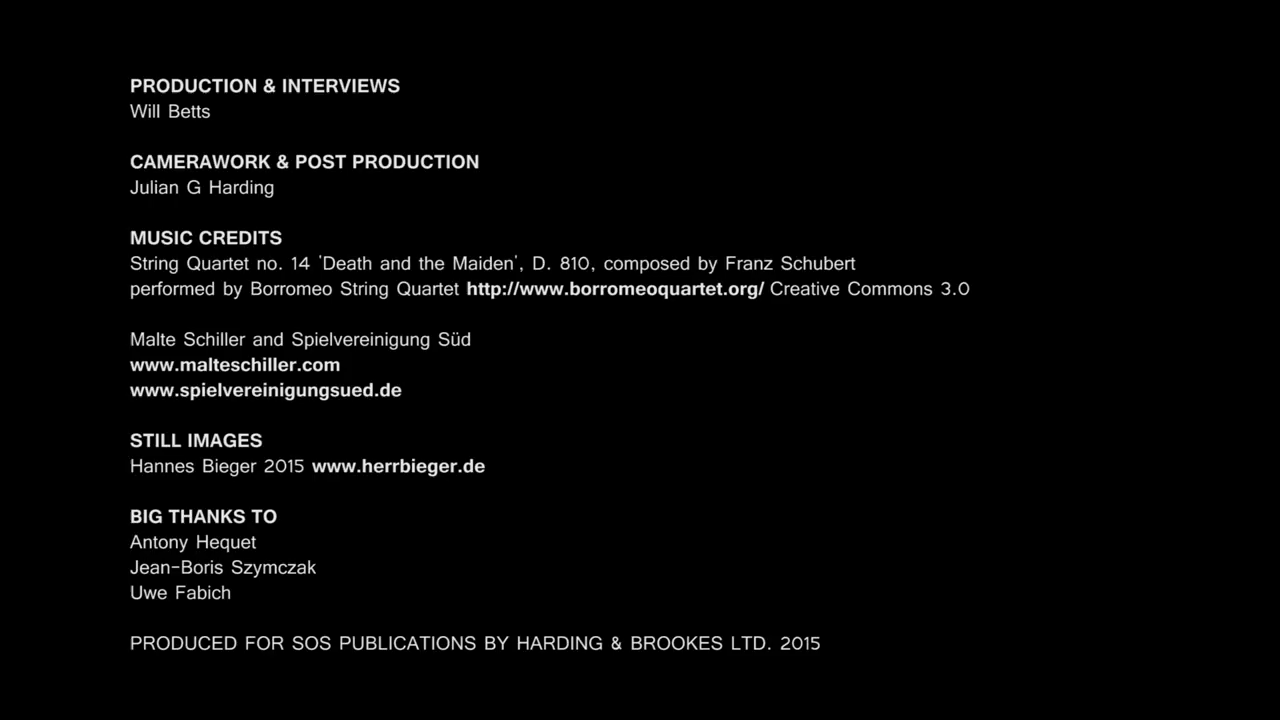 PRODUCTION & INTERVIEWS
Will Betts
CAMERAWORK & POST PRODUCTION
Julian G Harding
MUSIC CREDITS
String Quartet no. 14 'Death and the Maiden', D. 810, composed by Franz Schubert
performed by Borromeo String Quartet http://www.borromeoquartet.org/ Creative Commons 3.0
Malte Schiller and Spielvereinigung Süd
www.malteschiller.com
www.spielvereinigungsued.de
STILL IMAGES
Hannes Bieger 2015 www.herrbieger.de
BIG THANKS TO
Antony Hequet
Jean-Boris Szymczak
Uwe Fabich
PRODUCED FOR SOS PUBLICATIONS BY HARDING & BROOKES LTD. 2015